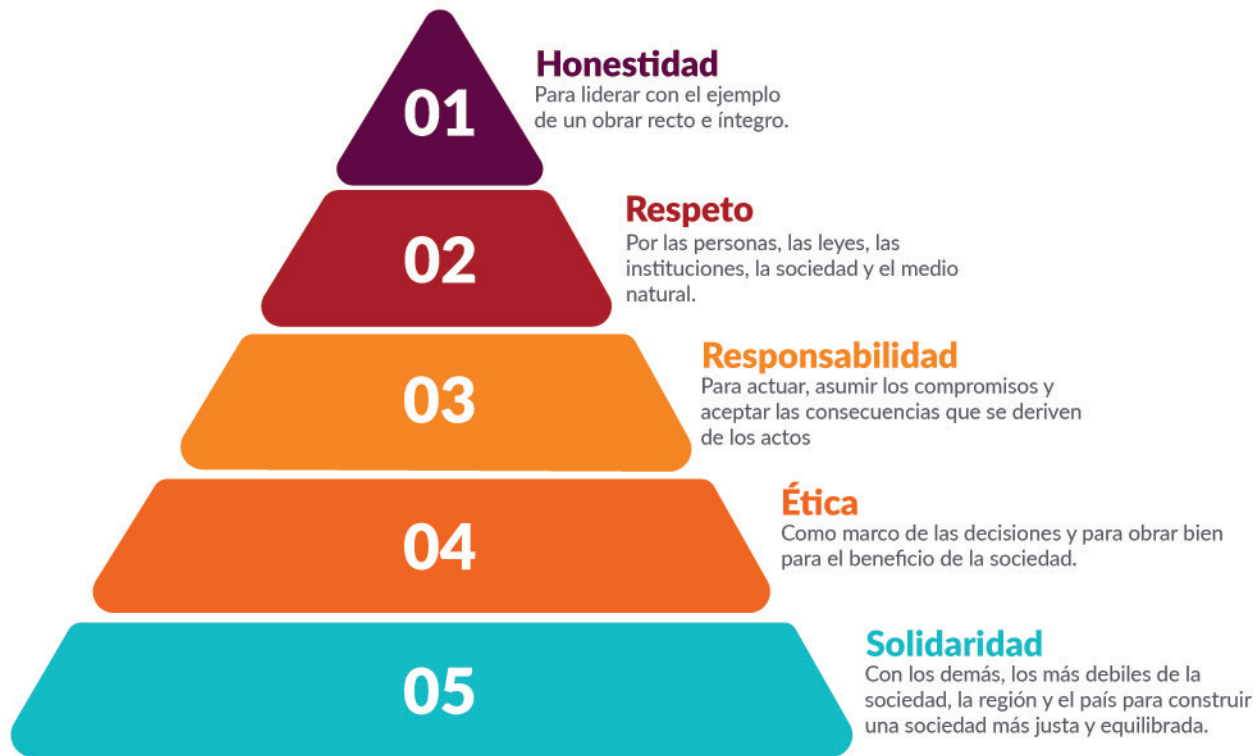 01
Honestidad
Para liderar con el ejemplo
de un obrar recto e íntegro.
02
Respeto
Por las personas, las leyes, las
instituciones, la sociedad y el medio
natural.
03
Responsabilidad
Para actuar, asumir los compromisos y
aceptar las consecuencias que se deriven
de los actos
04
Ética
Como marco de las decisiones y para obrar bien
para el beneficio de la sociedad.
05
Solidaridad
Con los demás, los más debiles de la
sociedad, la región y el país para construir
una sociedad más justa y equilibrada.